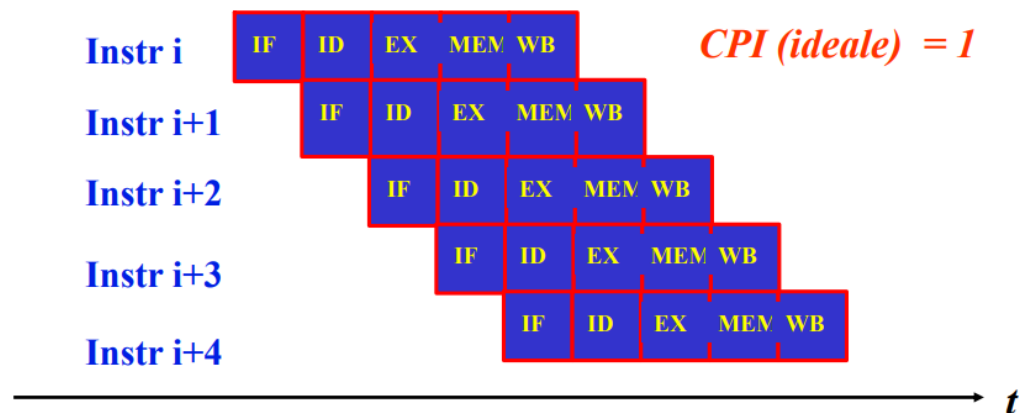 Instr i IF ID EX MEM WB CPI (ideale) = 1
Instr i+1 IF ID EX MEM WB
Instr i+2 IF ID EX MEM WB
Instr i+3 IF ID EX MEM WB
Instr i+4 IF ID EX MEM WB
t